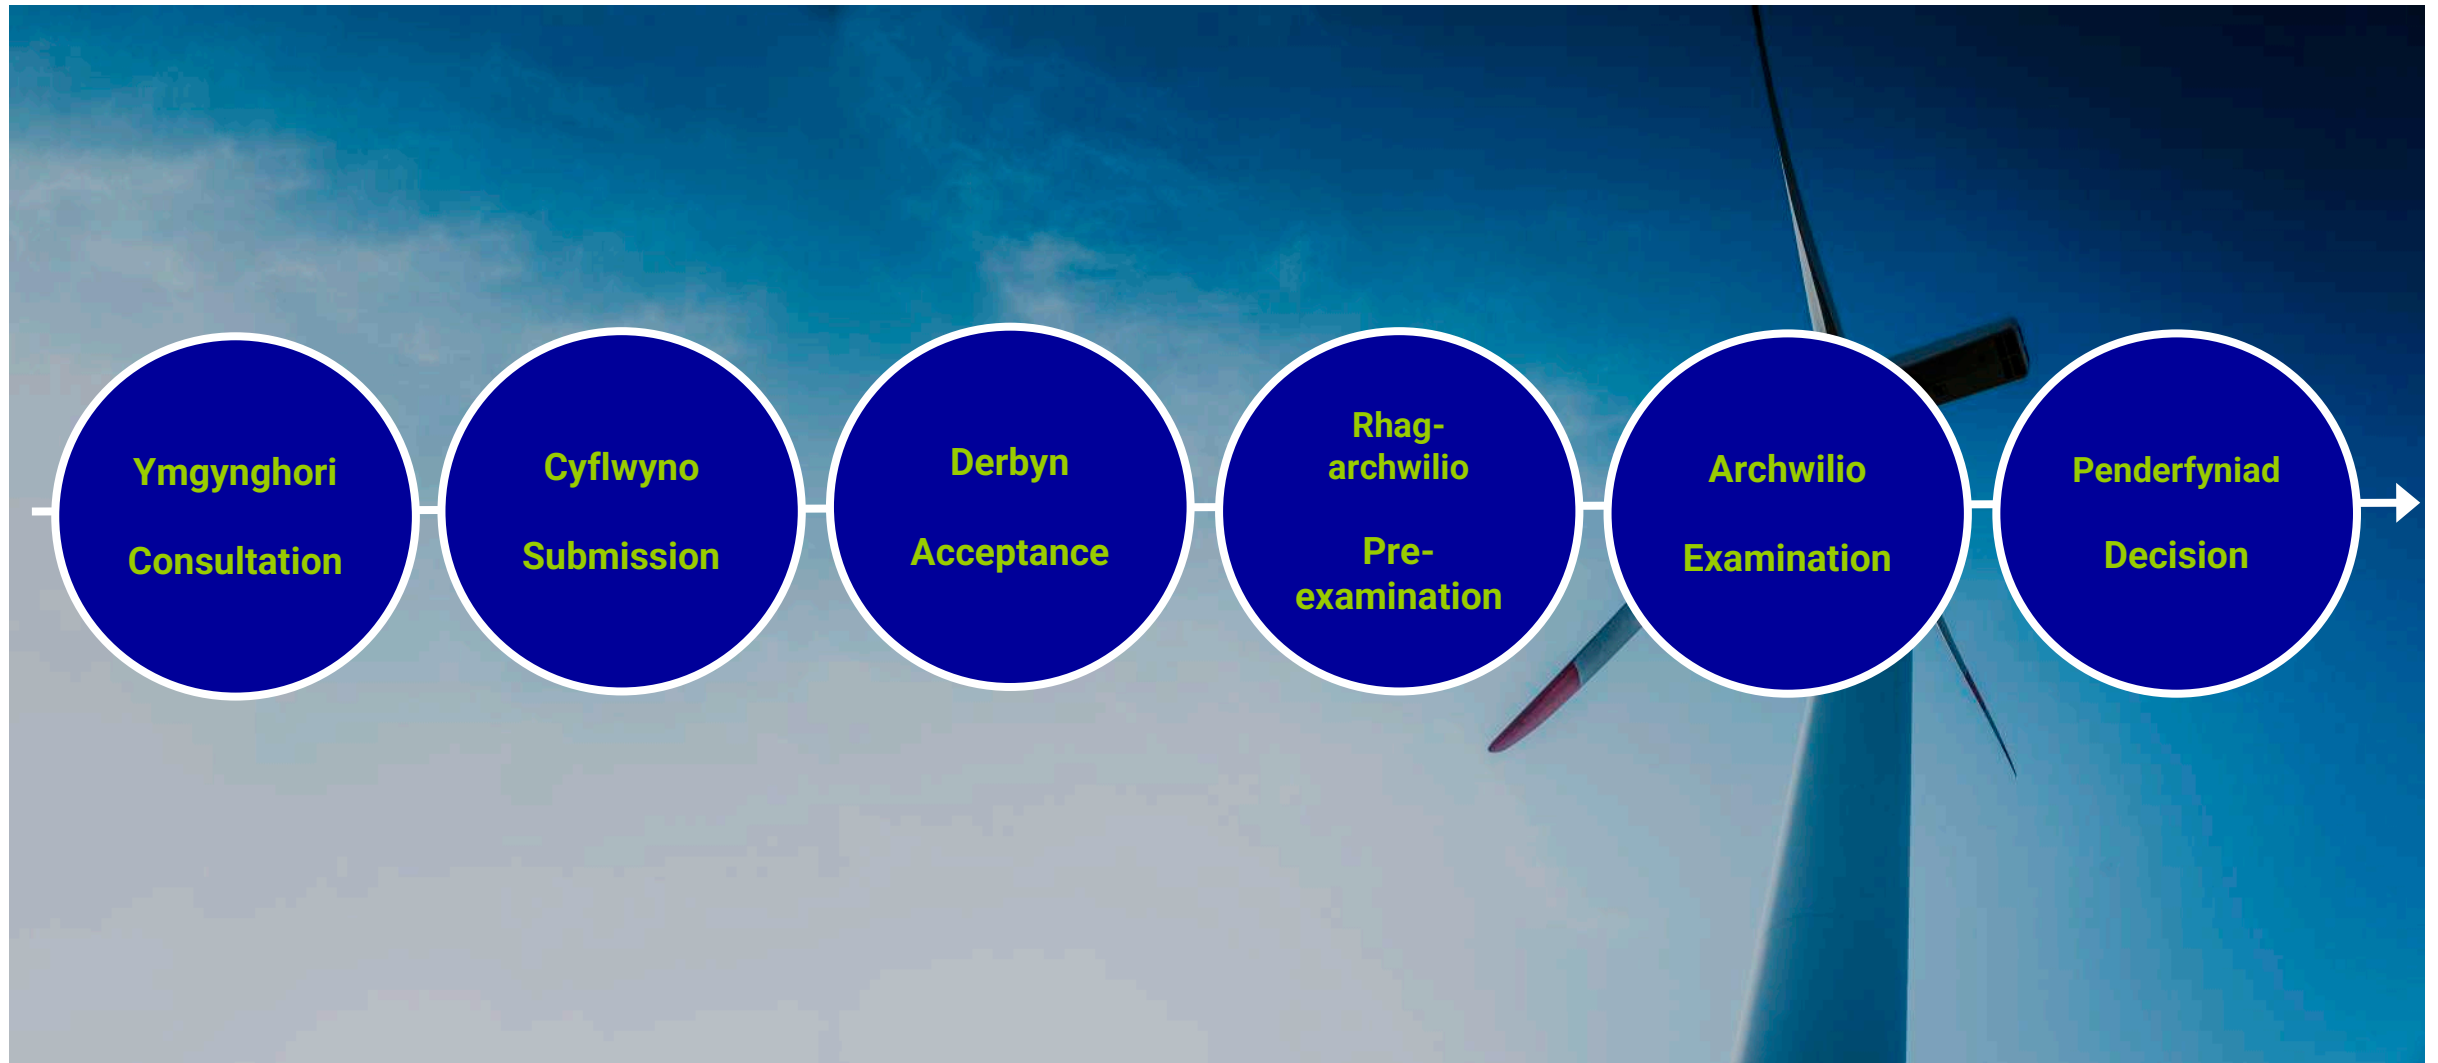 Ymgynghori
Consultation
Cyflwyno
Submission
Derbyn
Acceptance
Rhag-
archwilio
Pre-
examination
Archwilio
Examination
Penderfyniad
Decision